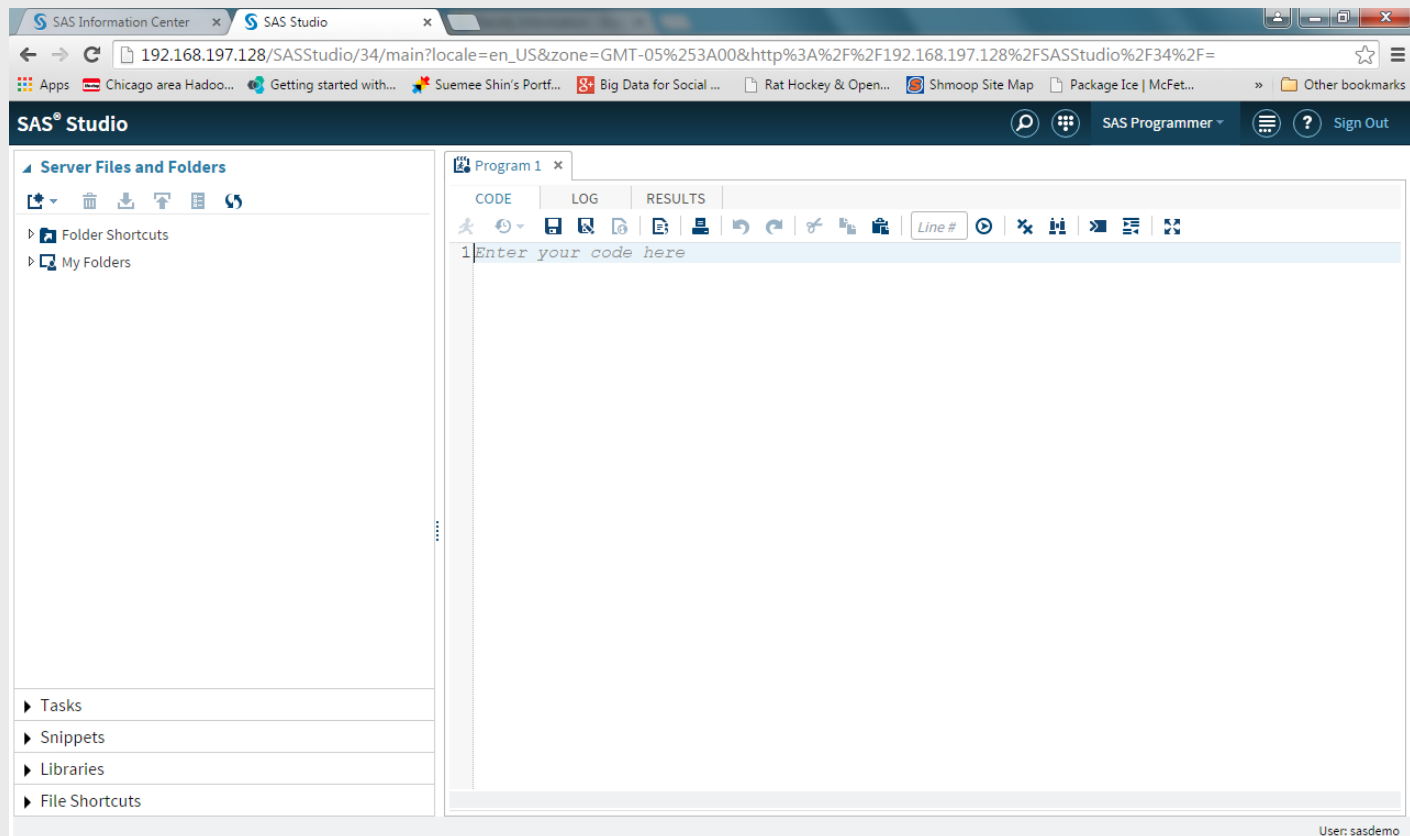 SAS Information Center
SAS Studio
192.168.197.128/SASStudio/34/main?locale=en_US&zone=GMT-05%253A00&http%3A%2F%2F192.168.197.128%2FSASStudio%2F34%2F=
Apps Chicago area Hadoo... Getting started with... Suemee Shin's Portf... Big Data for Social ... Rat Hockey & Open... Shmoop Site Map Package Ice | McFet... » Other bookmarks
SAS® Studio SAS Programmer ? Sign Out
Server Files and Folders
Folder Shortcuts
My Folders
Tasks
Snippets
Libraries
File Shortcuts
Program 1
CODE LOG RESULTS
Line #
1 Enter your code here
User: sasdemo